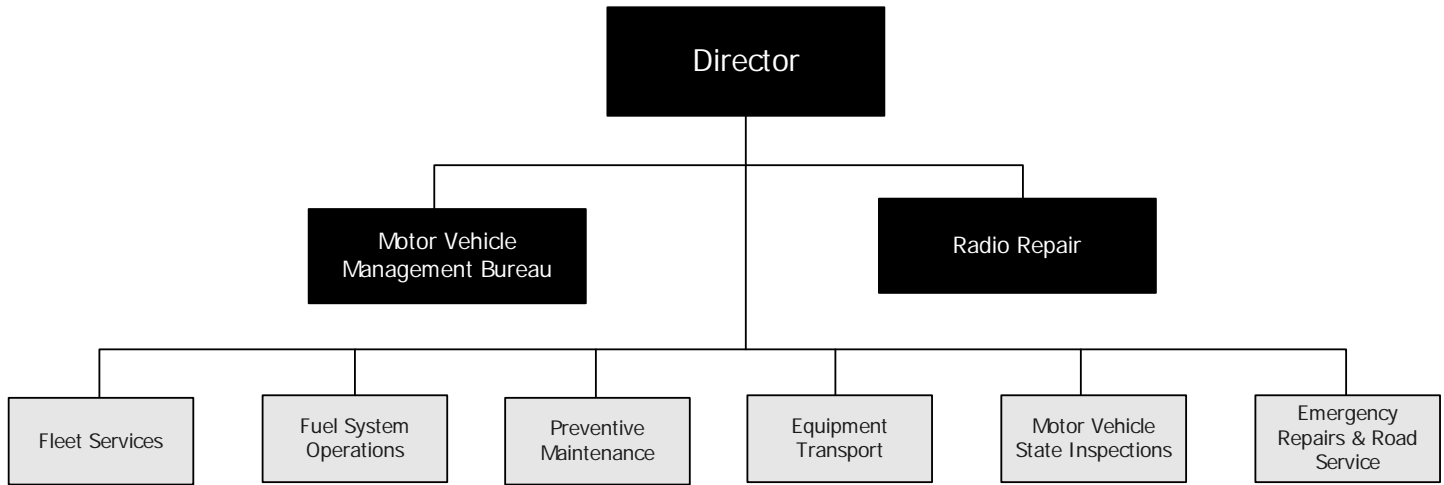 Director
Motor Vehicle
Management Bureau
Radio Repair
Fleet Services
Fuel System
Operations
Preventive
Maintenance
Equipment
Transport
Motor Vehicle
State Inspections
Emergency
Repairs & Road
Service